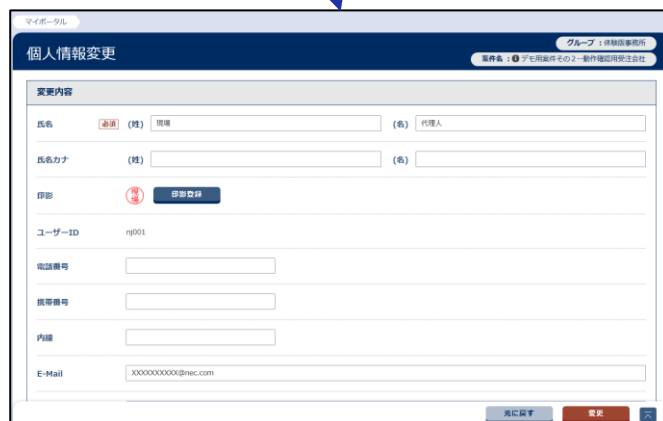 マイポータル
個人情報変更
グループ：体験版事務所
案件名：デモ用案件その２ー動作確認用受注会社
変更内容
氏名 必須 (姓) 現場 (名) 代理人
氏名カナ (姓) (名)
印影 現場 印影登録
ユーザーID nj001
電話番号
携帯番号
内線
E-Mail XXXXXXXXXX@nec.com
元に戻す 変更